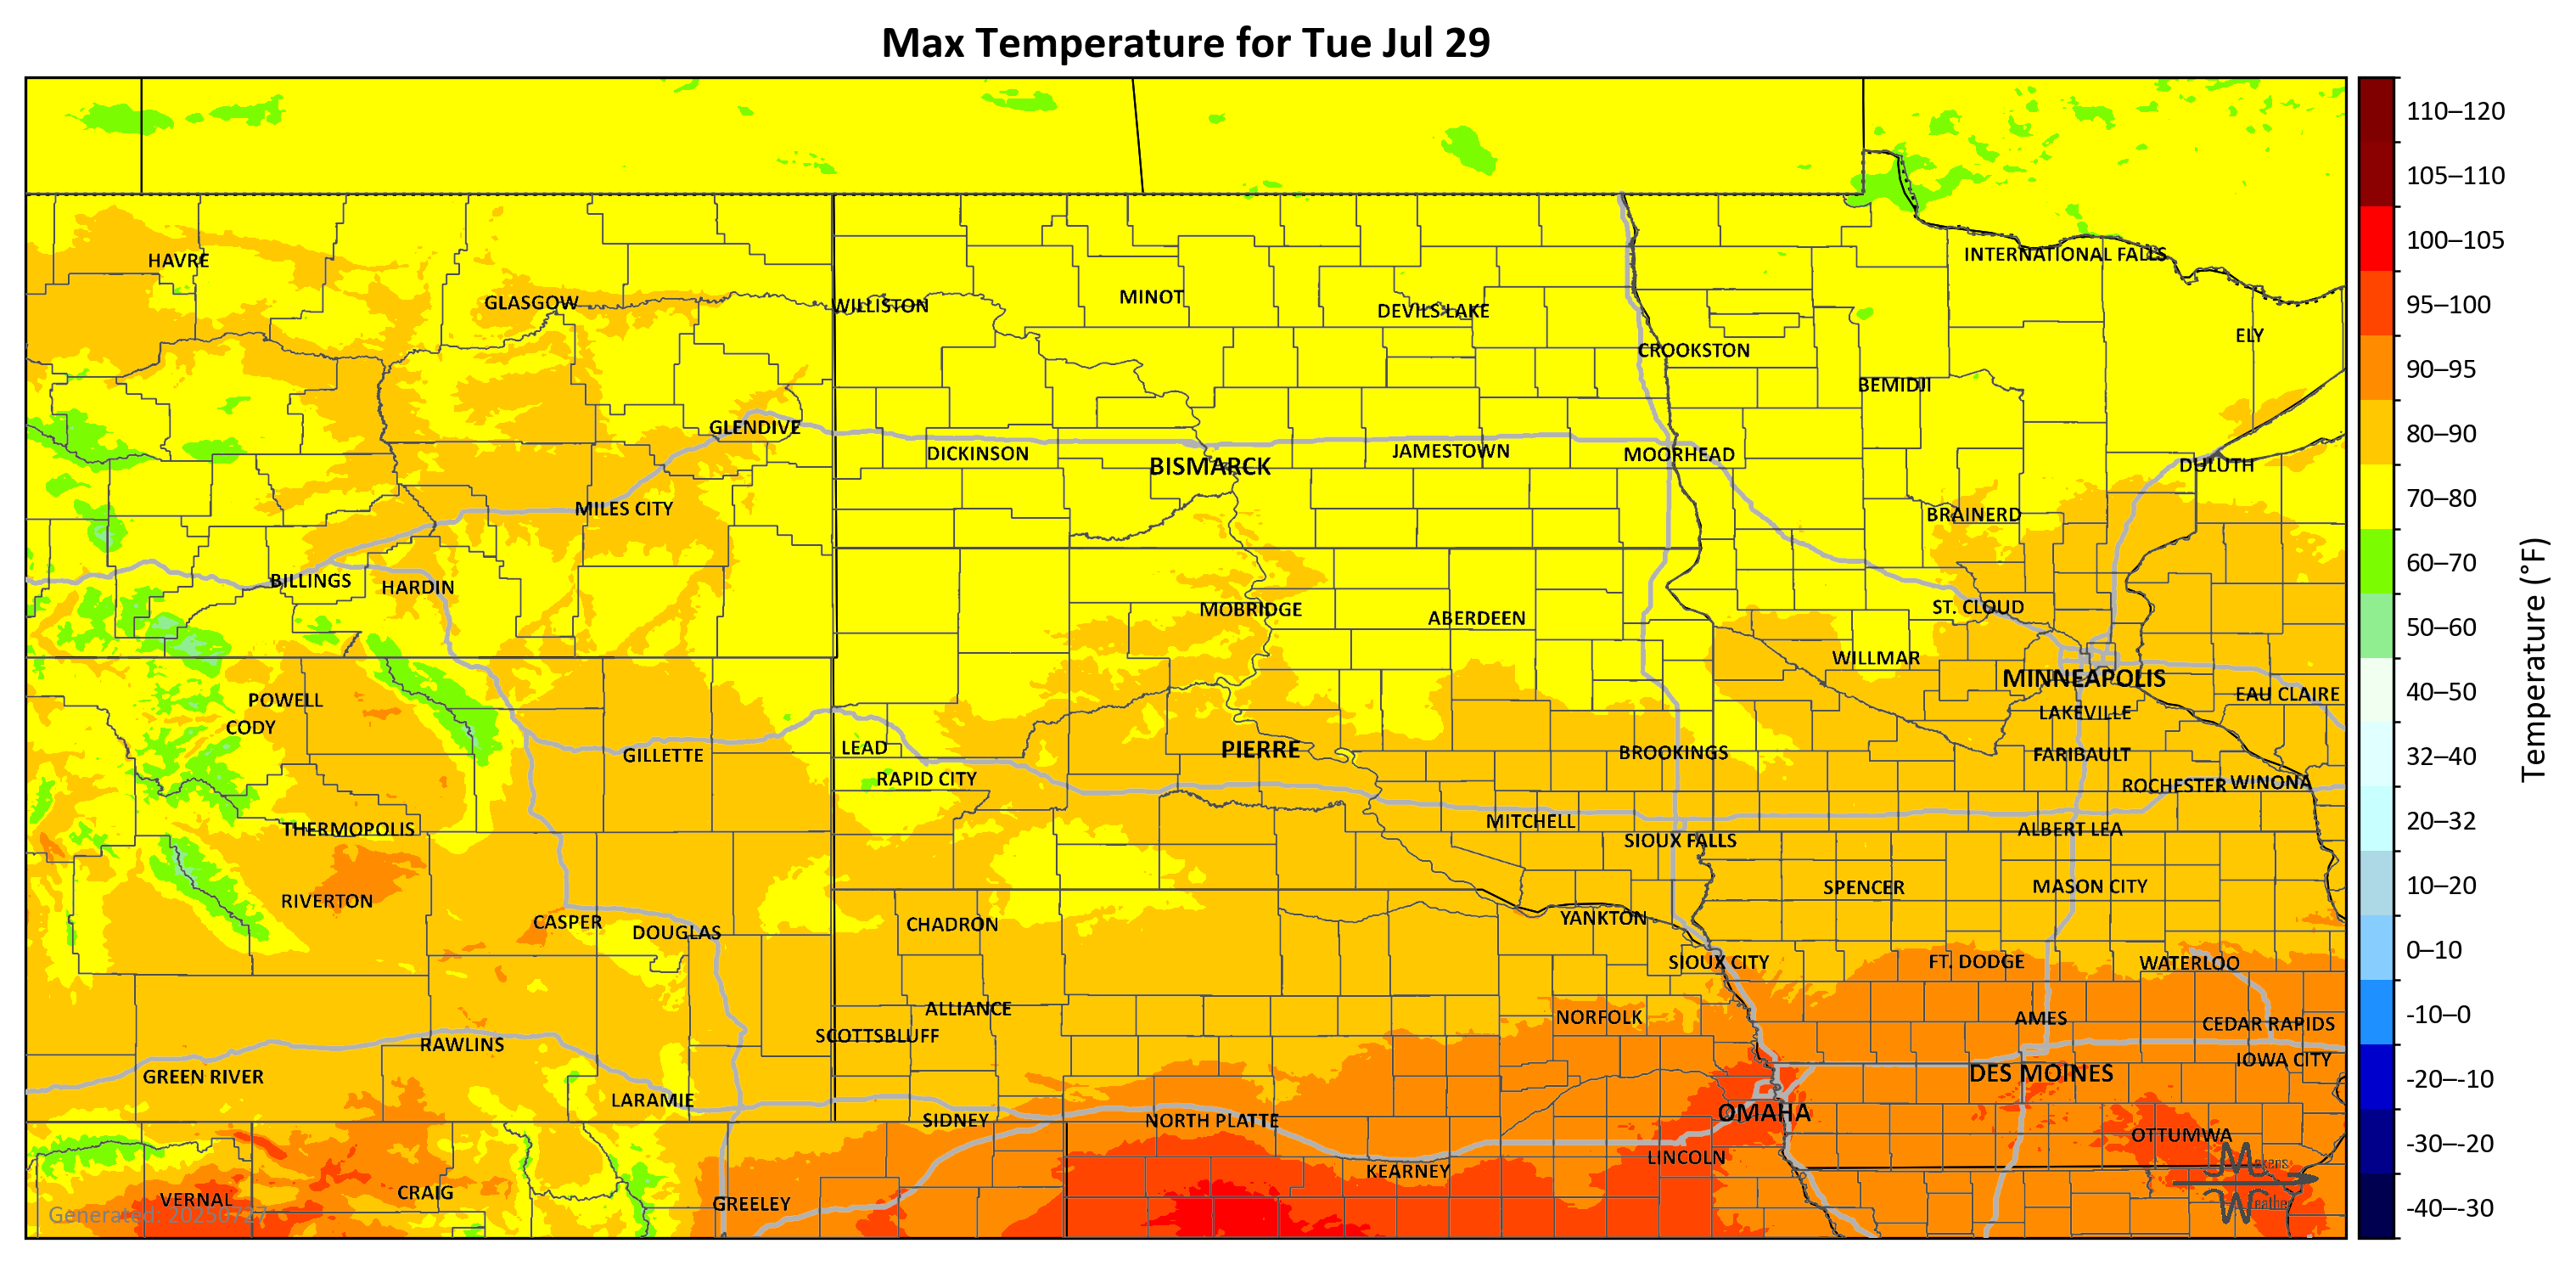 Max Temperature for Tue Jul 29
110–120
105–110
100–105
95–100
90–95
80–90
70–80
60–70
50–60
40–50
32–40
20–32
10–20
0–10
-10–0
-20–-10
-30–-20
-40–-30
Temperature (°F)
HAVRE
GLASGOW
WILLISTON
MINOT
DEVILS LAKE
INTERNATIONAL FALLS
ELY
CROOKSTON
BEMIDJI
GLENDIVE
DICKINSON
BISMARCK
JAMESTOWN
MOORHEAD
DULUTH
MILES CITY
BRAINERD
BILLINGS
HARDIN
MOBRIDGE
ABERDEEN
ST. CLOUD
WILLMAR
MINNEAPOLIS
EAU CLAIRE
POWELL
CODY
LAKEVILLE
GILLETTE
LEAD
PIERRE
BROOKINGS
FARIBAULT
RAPID CITY
ROCHESTER
WINONA
THERMOPOLIS
MITCHELL
SIOUX FALLS
ALBERT LEA
RIVERTON
SPENCER
MASON CITY
CASPER
DOUGLAS
CHADRON
YANKTON
SIOUX CITY
FT. DODGE
WATERLOO
ALLIANCE
NORFOLK
AMES
CEDAR RAPIDS
SCOTTSBLUFF
RAWLINS
IOWA CITY
GREEN RIVER
DES MOINES
LARAMIE
SIDNEY
NORTH PLATTE
OMAHA
OTTUMWA
LINCOLN
KEARNEY
VERNAL
CRAIG
GREELEY
Generated: 20250727
Makens
Weather